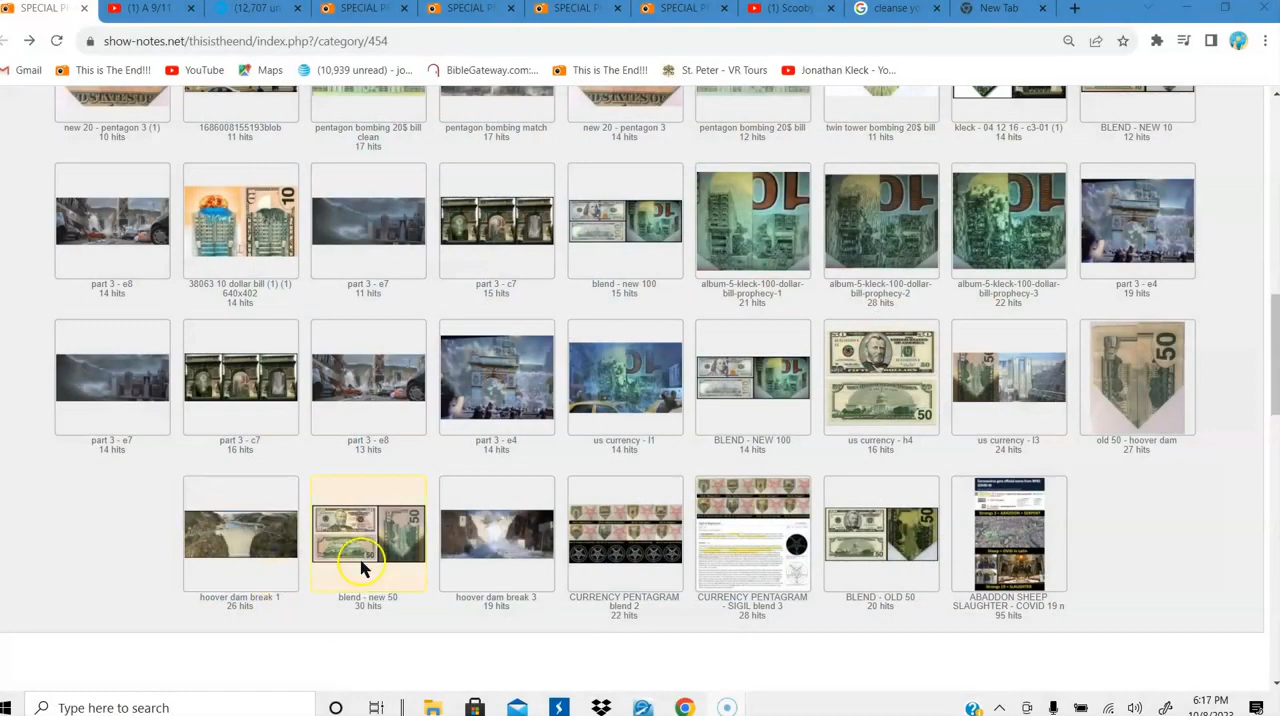 SPECIAL P
(1) A 9/11
(12,707 un
SPECIAL P
SPECIAL P
SPECIAL P
SPECIAL P
(1) Scooby
cleanse yo
New Tab
show-notes.net/thisistheend/index.php?/category/454
Gmail
This is The End!!!
YouTube
Maps
(10,939 unread) - jo...
BibleGateway.com:...
This is The End!!!
St. Peter - VR Tours
Jonathan Kleck - Yo...
new 20 - pentagon 3 (1)
10 hits
1686008155193blob
11 hits
pentagon bombing 20$ bill
clean
17 hits
pentagon bombing match
17 hits
new 20 - pentagon 3
11 hits
pentagon bombing 20$ bill
12 hits
twin tower bombing 20$ bill
11 hits
kleck - 04 12 16 - c3-01 (1)
14 hits
BLEND - NEW 10
12 hits
part 3 - e8
14 hits
38063 10 dollar bill (1) (1)
640x402
14 hits
part 3 - e7
11 hits
part 3 - c7
15 hits
blend - new 100
15 hits
album-5-kleck-100-dollar-
bill-prophecy-1
21 hits
album-5-kleck-100-dollar-
bill-prophecy-2
28 hits
album-5-kleck-100-dollar-
bill-prophecy-3
22 hits
part 3 - e4
19 hits
part 3 - e7
14 hits
part 3 - c7
16 hits
part 3 - e8
13 hits
part 3 - e4
14 hits
us currency - l1
14 hits
BLEND - NEW 100
14 hits
us currency - h4
16 hits
us currency - l3
24 hits
old 50 - hoover dam
27 hits
hoover dam break 1
26 hits
blend - new 50
30 hits
hoover dam break 3
19 hits
CURRENCY PENTAGRAM
blend 2
22 hits
CURRENCY PENTAGRAM
- SIGIL blend 3
28 hits
BLEND - OLD 50
20 hits
ABADDON SHEEP
SLAUGHTER - COVID 19 n
95 hits
Type here to search
6:17 PM